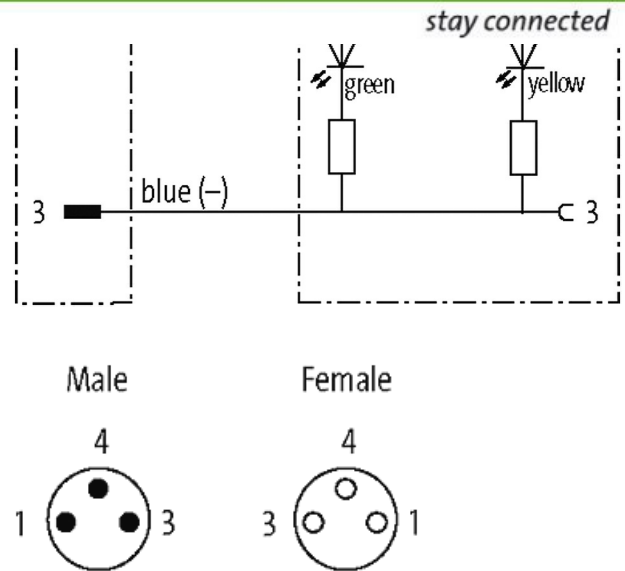 stay connected
green yellow
blue (–)
3 3
Male Female
4 4
1 3 3 1